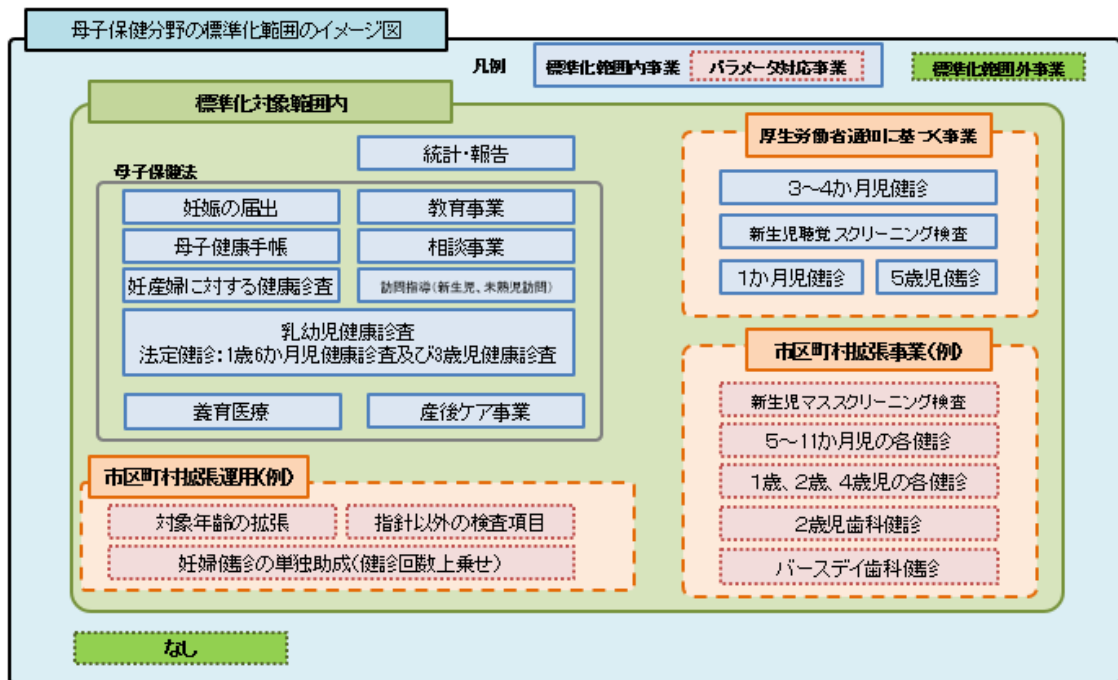 母子保健分野の標準化範囲のイメージ図
凡例
標準化範囲内事業
パラメータ対応事業
標準化範囲外事業
標準化対象範囲内
統計・報告
母子保健法
妊娠の届出
教育事業
母子健康手帳
相談事業
妊産婦に対する健康診査
訪問指導(新生児、未熟児訪問)
乳幼児健康診査
法定健診：1歳6か月児健康診査及び3歳児健康診査
養育医療
産後ケア事業
市区町村拡張運用(例)
対象年齢の拡張
指針以外の検査項目
妊婦健診の単独助成(健診回数上乗せ)
厚生労働省通知に基づく事業
3～4か月児健診
新生児聴覚スクリーニング検査
1か月児健診
5歳児健診
市区町村拡張事業(例)
新生児マススクリーニング検査
5～11か月児の各健診
1歳、2歳、4歳児の各健診
2歳児歯科健診
バースデイ歯科健診
なし